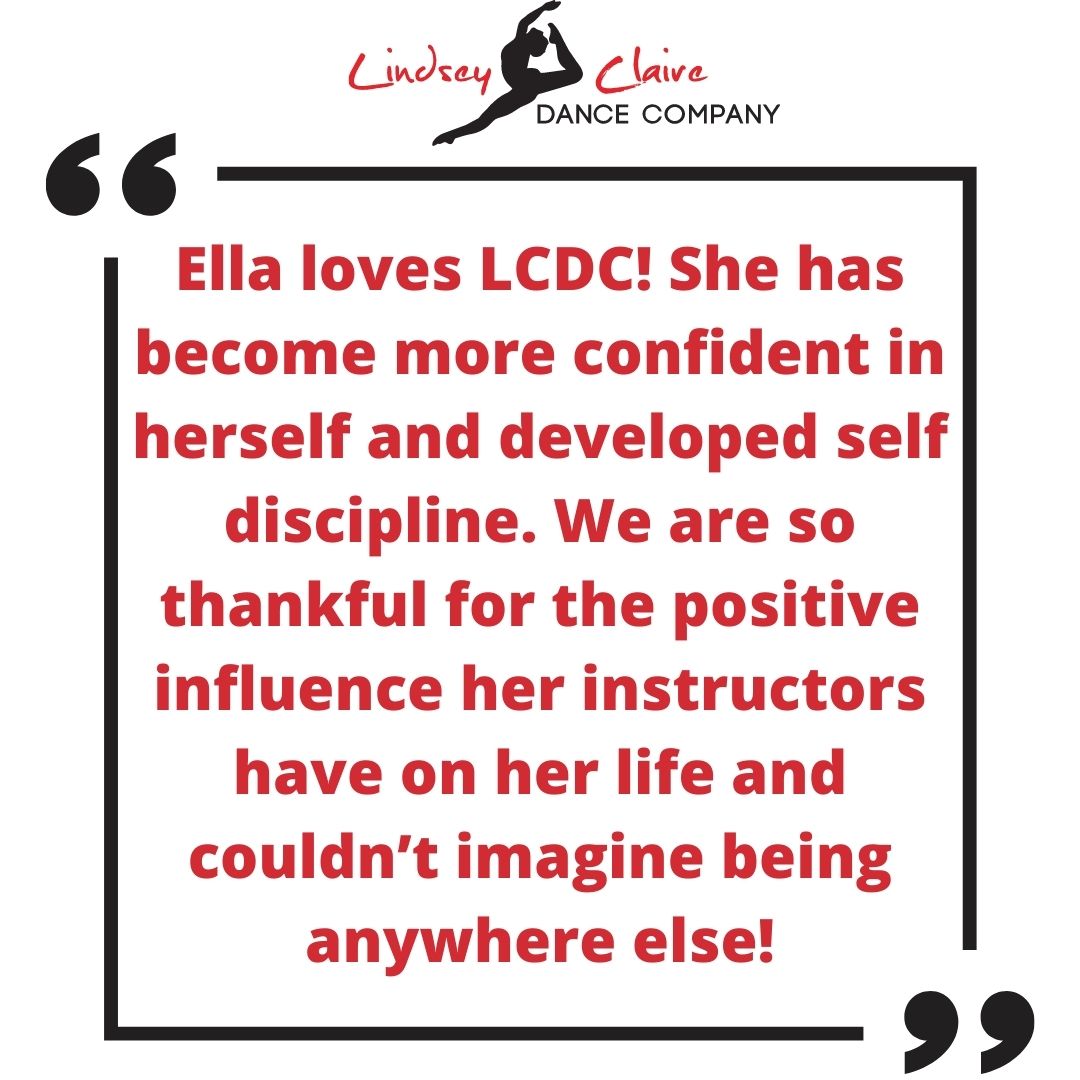 Lindsey Claire
DANCE COMPANY
“
Ella loves LCDC! She has
become more confident in
herself and developed self
discipline. We are so
thankful for the positive
influence her instructors
have on her life and
couldn’t imagine being
anywhere else!
”